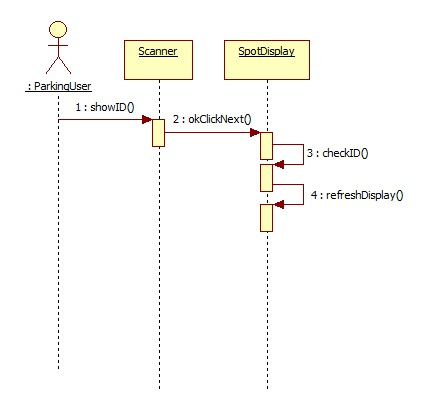 Scanner
SpotDisplay
: ParkingUser
1 : showID()
2 : okClickNext()
3 : checkID()
4 : refreshDisplay()